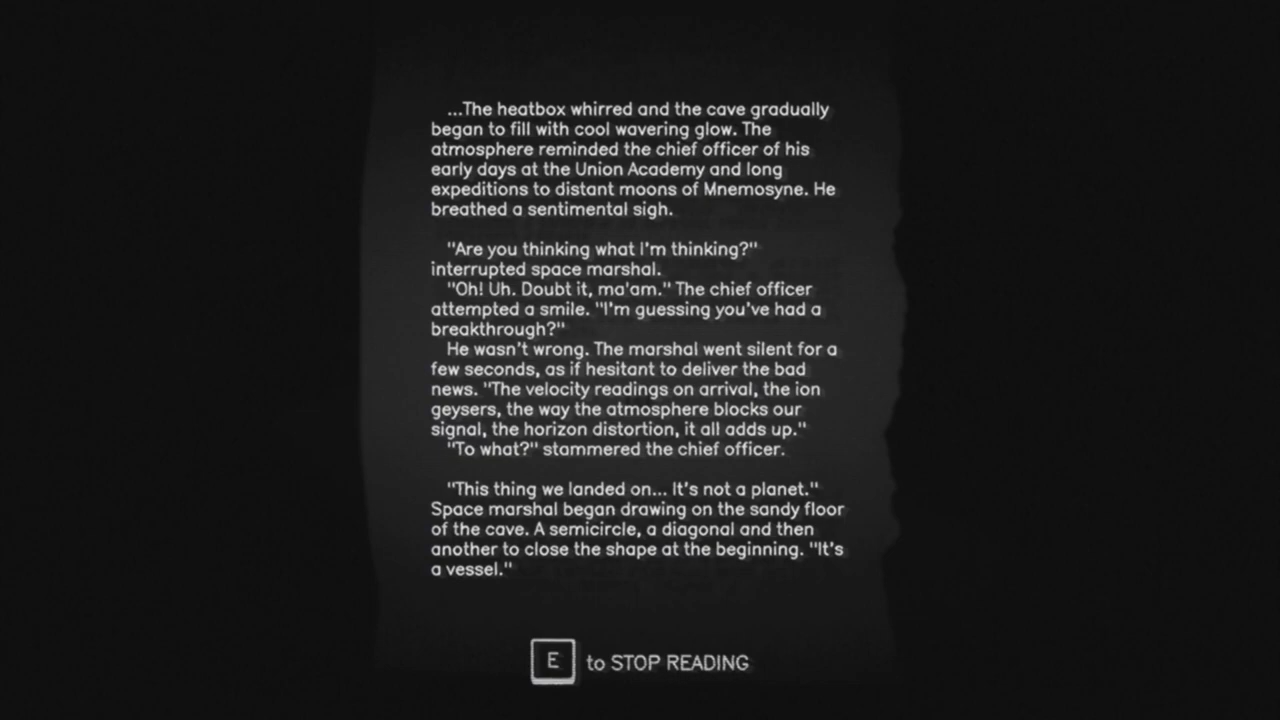 ...The heatbox whirred and the cave gradually
began to fill with cool wavering glow. The
atmosphere reminded the chief officer of his
early days at the Union Academy and long
expeditions to distant moons of Mnemosyne. He
breathed a sentimental sigh.
"Are you thinking what I'm thinking?"
interrupted space marshal.
"Oh! Uh. Doubt it, ma'am." The chief officer
attempted a smile. "I'm guessing you've had a
breakthrough?"
He wasn't wrong. The marshal went silent for a
few seconds, as if hesitant to deliver the bad
news. "The velocity readings on arrival, the ion
geysers, the way the atmosphere blocks our
signal, the horizon distortion, it all adds up."
"To what?" stammered the chief officer.
"This thing we landed on... It's not a planet."
Space marshal began drawing on the sandy floor
of the cave. A semicircle, a diagonal and then
another to close the shape at the beginning. "It's
a vessel."
E to STOP READING